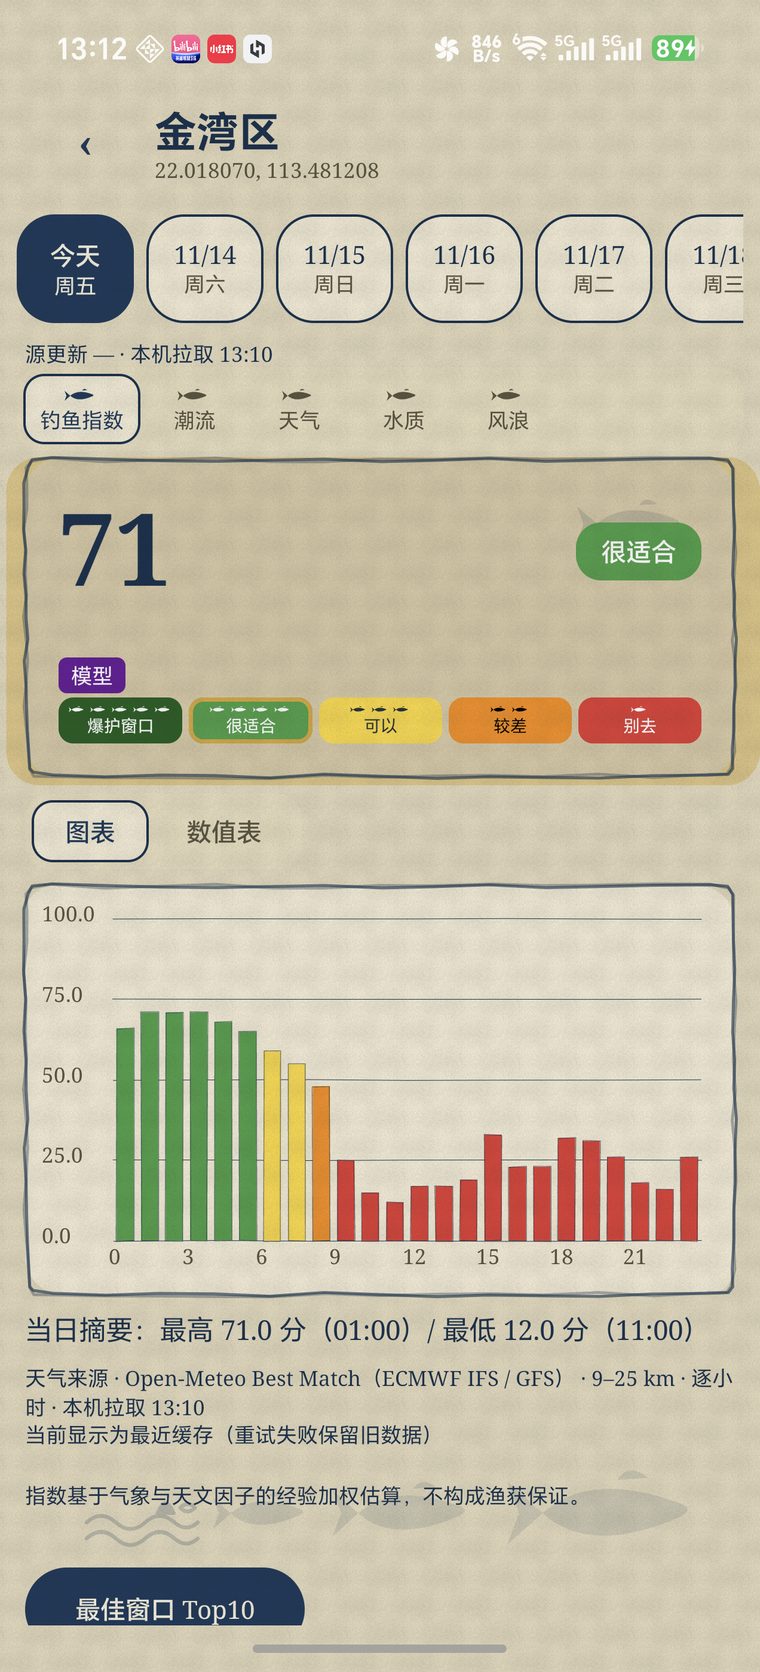 13:12
bilibili
小红书
846
B/s
6
5G
5G
89
‹ 金湾区
22.018070, 113.481208
今天
周五
11/14
周六
11/15
周日
11/16
周一
11/17
周二
11/18
周三
源更新 — · 本机拉取 13:10
钓鱼指数
潮流
天气
水质
风浪
71
很适合
模型
爆护窗口
很适合
可以
较差
别去
图表
数值表
100.0
75.0
50.0
25.0
0.0
0 3 6 9 12 15 18 21
当日摘要：最高 71.0 分（01:00）/ 最低 12.0 分（11:00）
天气来源 · Open-Meteo Best Match（ECMWF IFS / GFS） · 9–25 km · 逐小
时 · 本机拉取 13:10
当前显示为最近缓存（重试失败保留旧数据）
指数基于气象与天文因子的经验加权估算，不构成渔获保证。
最佳窗口 Top10